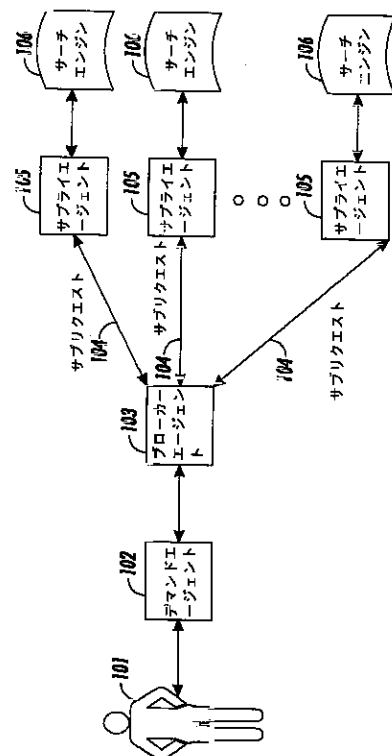 101
102
デマンドエ
ージェント
103
ブローカー
エージェン
ト
サブリクエスト
104
サブリクエスト
104
サブリクエスト
104
105
サプライエ
ージェント
105
サプライエ
ージェント
105
サプライエ
ージェント
106
サーチ
エンジン
106
サーチ
エンジン
106
サーチ
エンジン